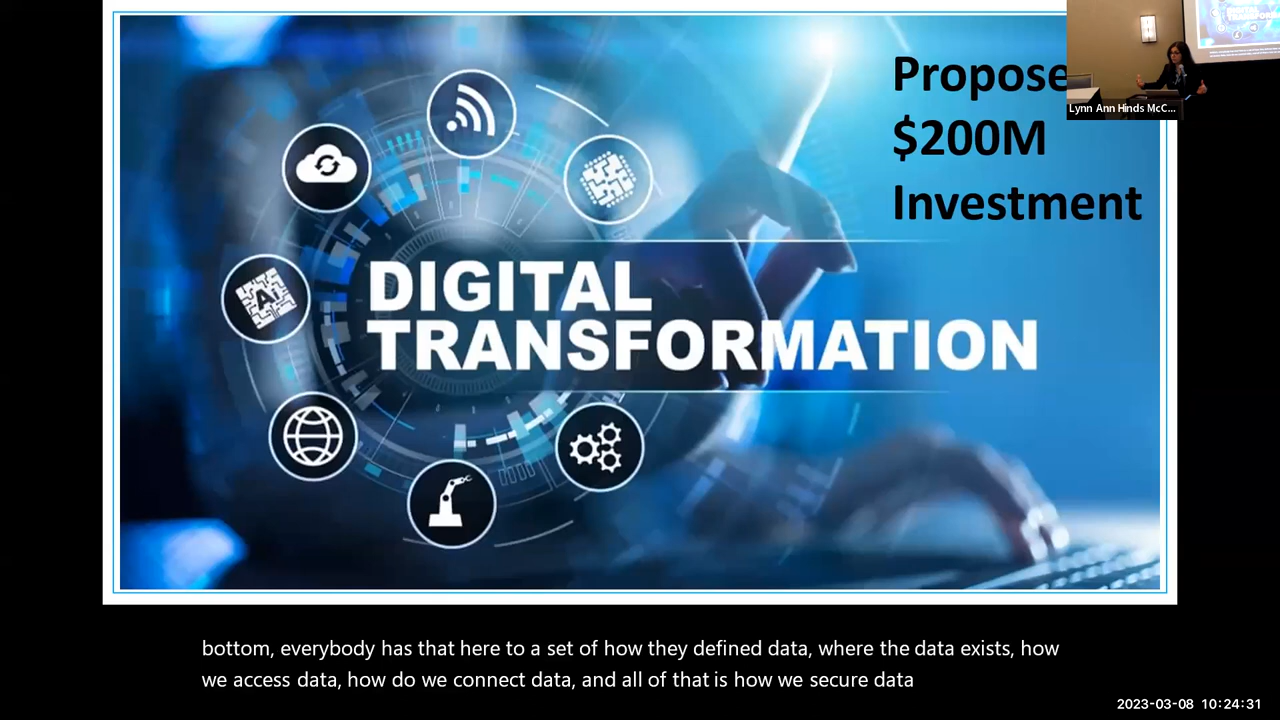 Propose
$200M
Investment
Lynn Ann Hinds McC...
Ai
DIGITAL
TRANSFORMATION
bottom, everybody has that here to a set of how they defined data, where the data exists, how
we access data, how do we connect data, and all of that is how we secure data
2023-03-08 10:24:31